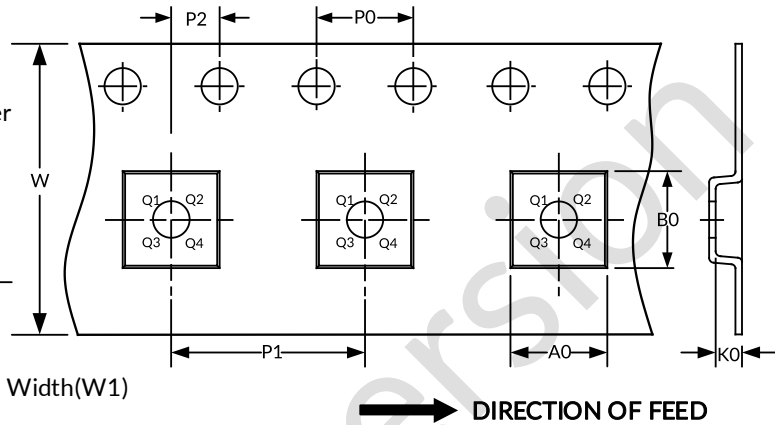 P2
P0
er
W
Q1 Q2
Q3 Q4
Q1 Q2
Q3 Q4
Q1 Q2
Q3 Q4
B0
P1
A0
K0
Width(W1)
DIRECTION OF FEED
ersion